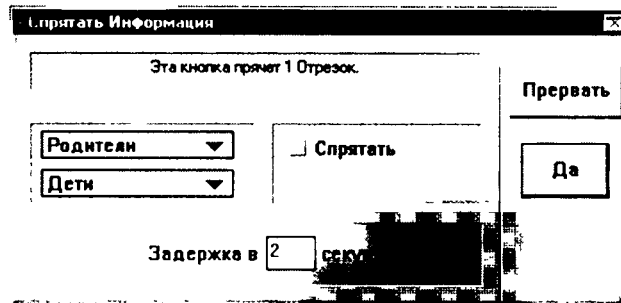 Спрятать Информация
Эта кнопка прячет 1 Отрезок.
Прервать
Родители
Спрятать
Да
Дети
Задержка в 2